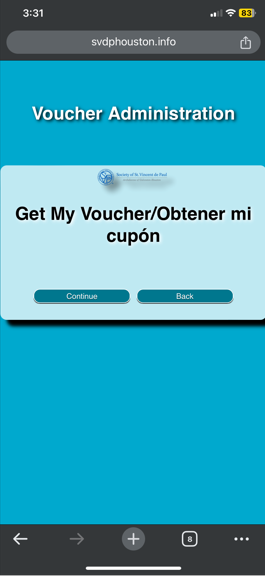 3:31
83
svdphouston.info
Voucher Administration
Society of St. Vincent de Paul
Get My Voucher/Obtener mi
cupón
Continue
Back
8